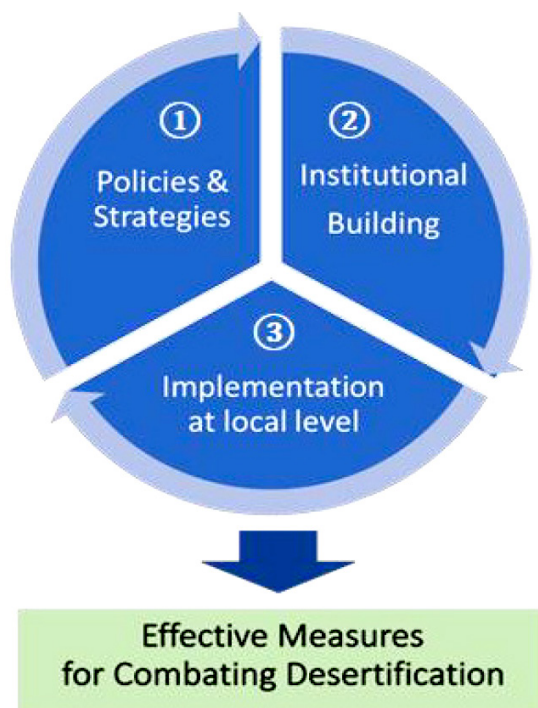 ①
Policies &
Strategies
②
Institutional
Building
③
Implementation
at local level
Effective Measures
for Combating Desertification